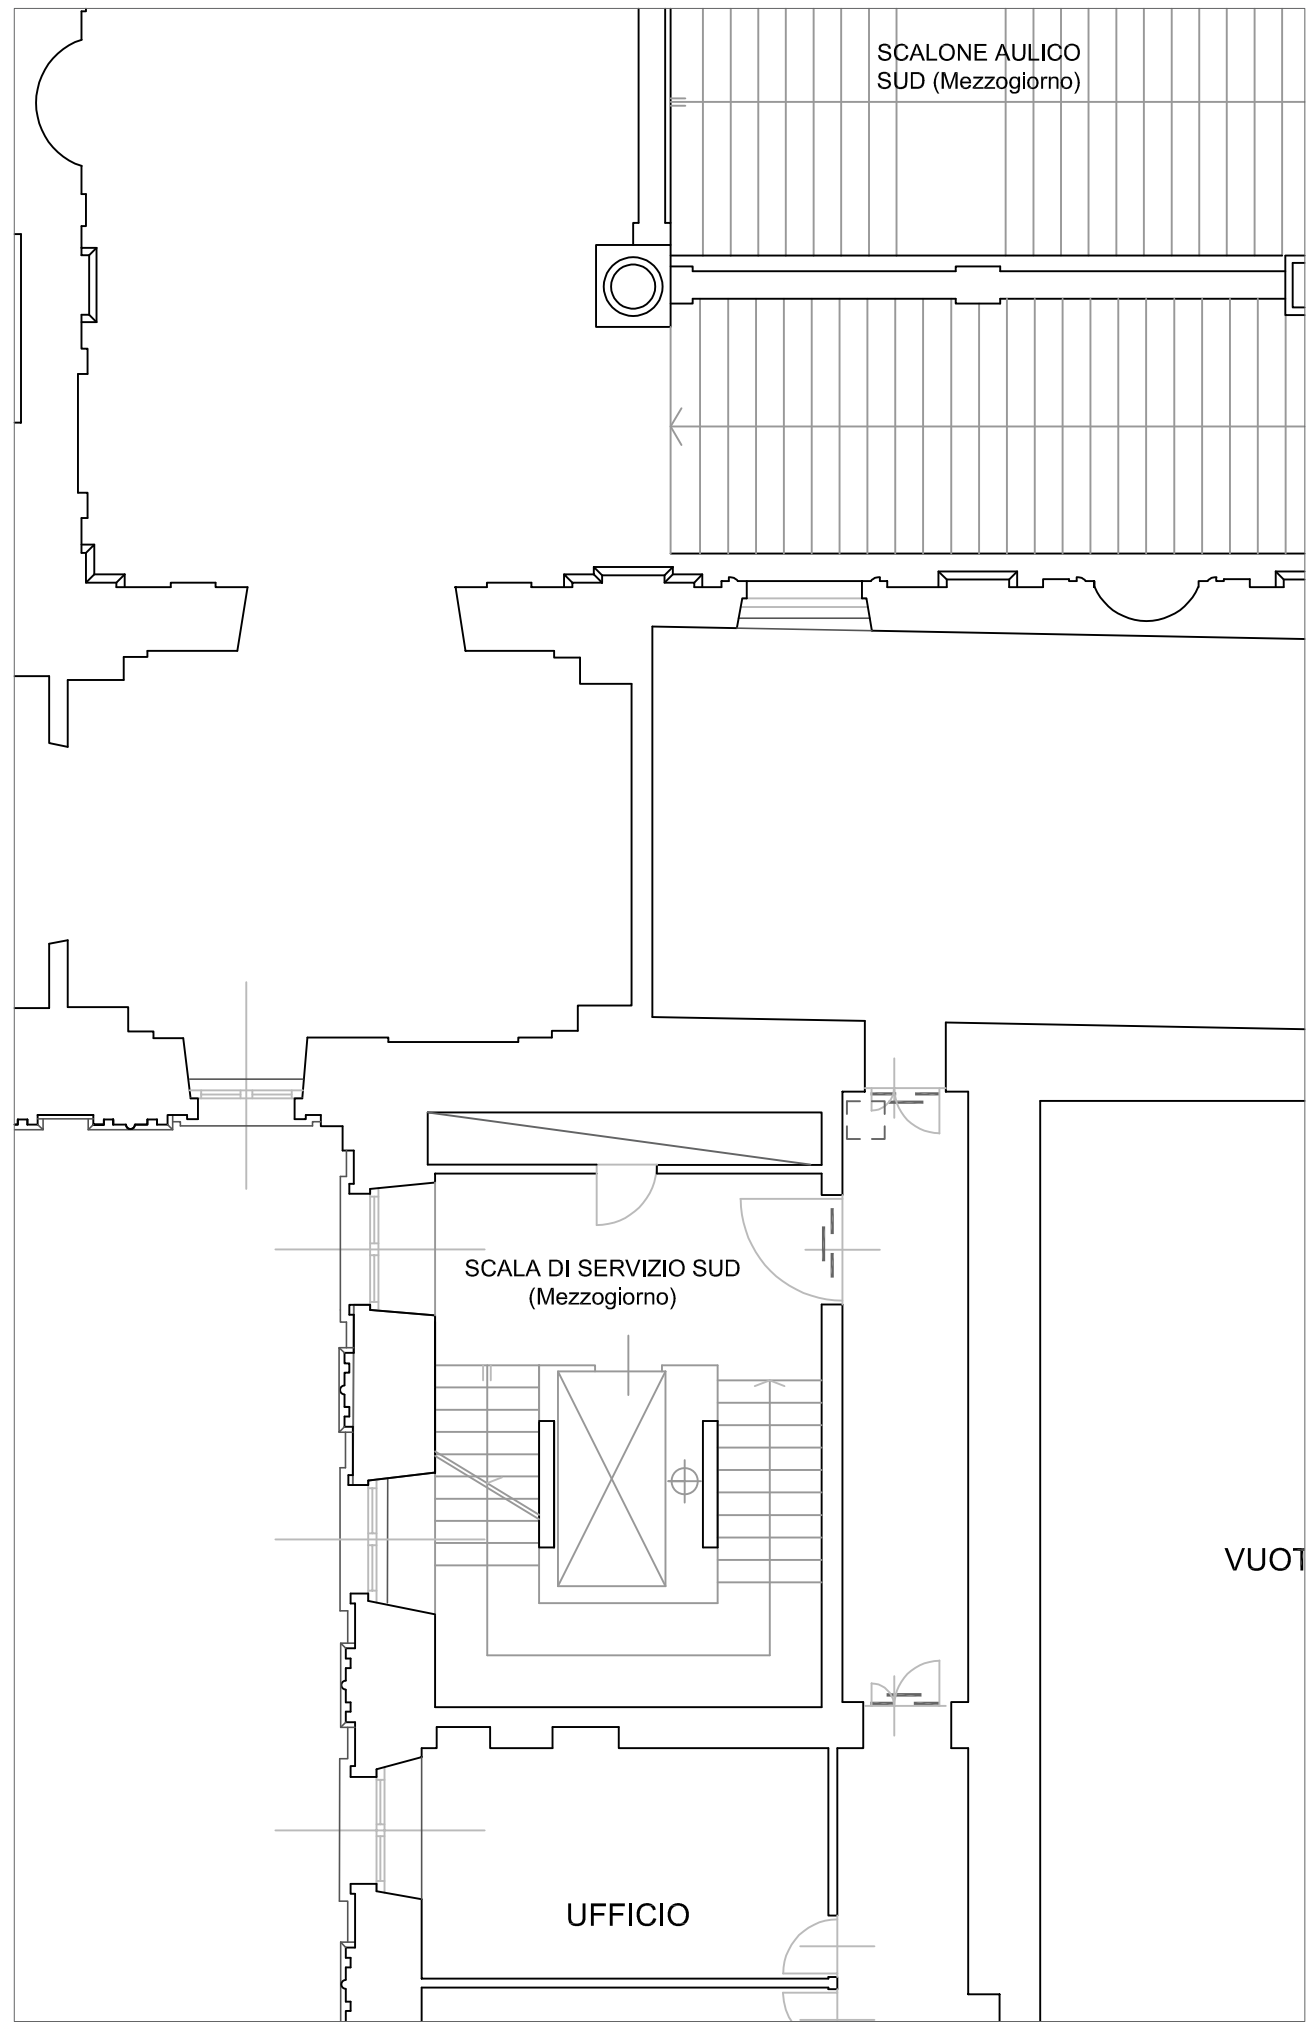 SCALONE AULICO
SUD (Mezzogiorno)
SCALA DI SERVIZIO SUD
(Mezzogiorno)
VUOT
UFFICIO